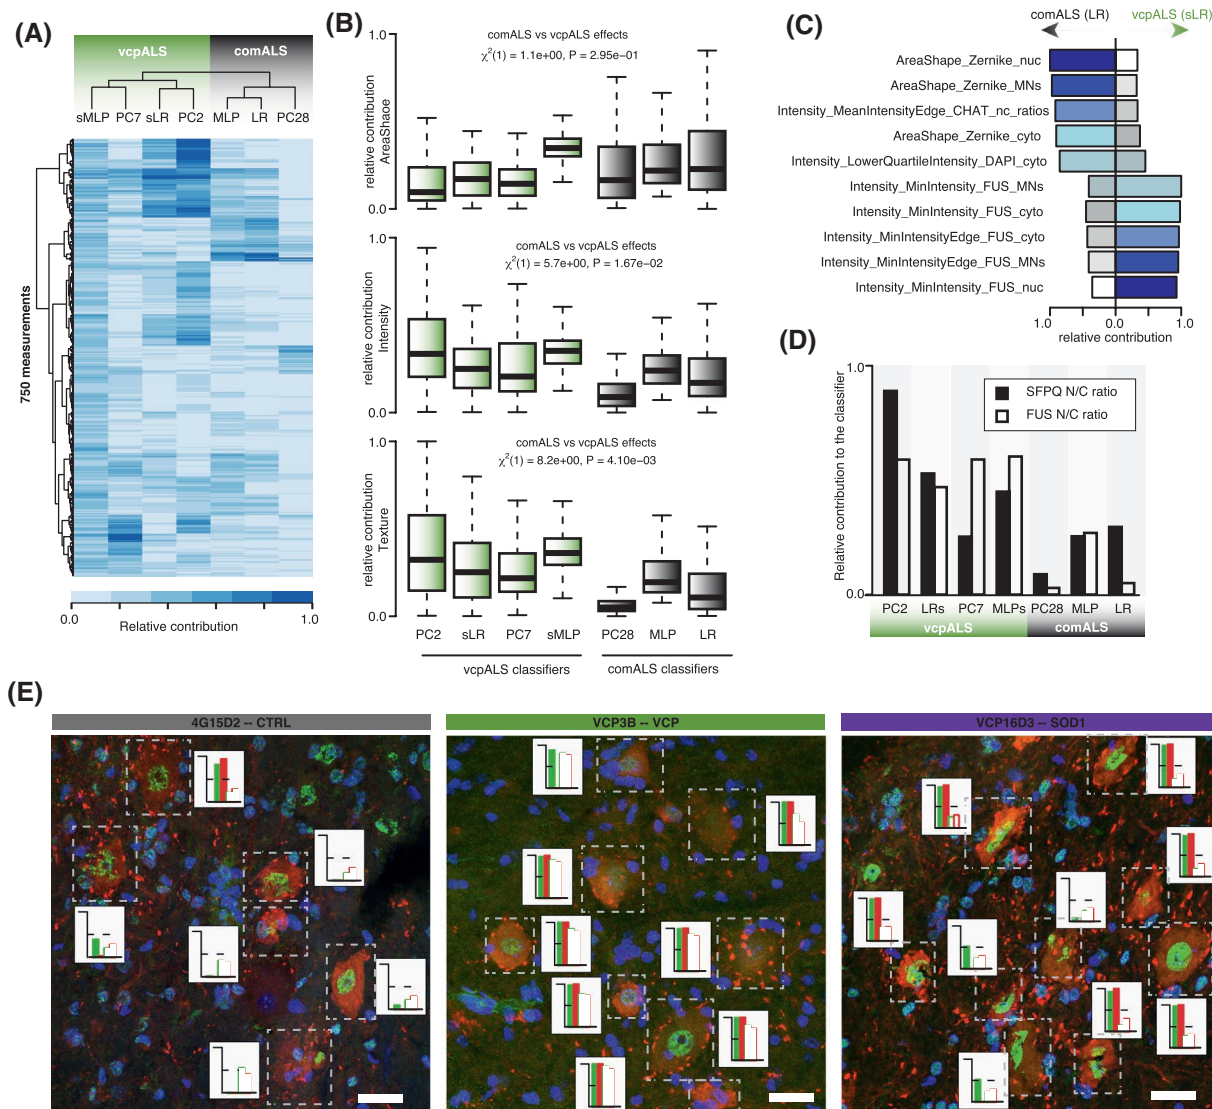 (A)
vcpALS
comALS
sMLP PC7 sLR PC2 MLP LR PC28
750 measurements
0.0
1.0
Relative contribution
(B)
1.0
relative contribution
AreaShaoe
0.0
comALS vs vcpALS effects
χ²(1) = 1.1e+00, P = 2.95e−01
1.0
relative contribution
Intensity
0.0
comALS vs vcpALS effects
χ²(1) = 5.7e+00, P = 1.67e−02
1.0
relative contribution
Texture
0.0
comALS vs vcpALS effects
χ²(1) = 8.2e+00, P = 4.10e−03
PC2 sLR PC7 sMLP PC28 MLP LR
vcpALS classifiers
comALS classifiers
(C)
comALS (LR)
vcpALS (sLR)
AreaShape_Zernike_nuc
AreaShape_Zernike_MNs
Intensity_MeanIntensityEdge_CHAT_nc_ratios
AreaShape_Zernike_cyto
Intensity_LowerQuartileIntensity_DAPI_cyto
Intensity_MinIntensity_FUS_MNs
Intensity_MinIntensity_FUS_cyto
Intensity_MinIntensityEdge_FUS_cyto
Intensity_MinIntensityEdge_FUS_MNs
Intensity_MinIntensity_FUS_nuc
1.0 0.0 1.0
relative contribution
(D)
1.0
Relative contribution to the classifier
0.0
SFPQ N/C ratio
FUS N/C ratio
PC2 LRs PC7 MLPs PC28 MLP LR
vcpALS
comALS
(E)
4G15D2 -- CTRL
VCP3B -- VCP
VCP16D3 -- SOD1